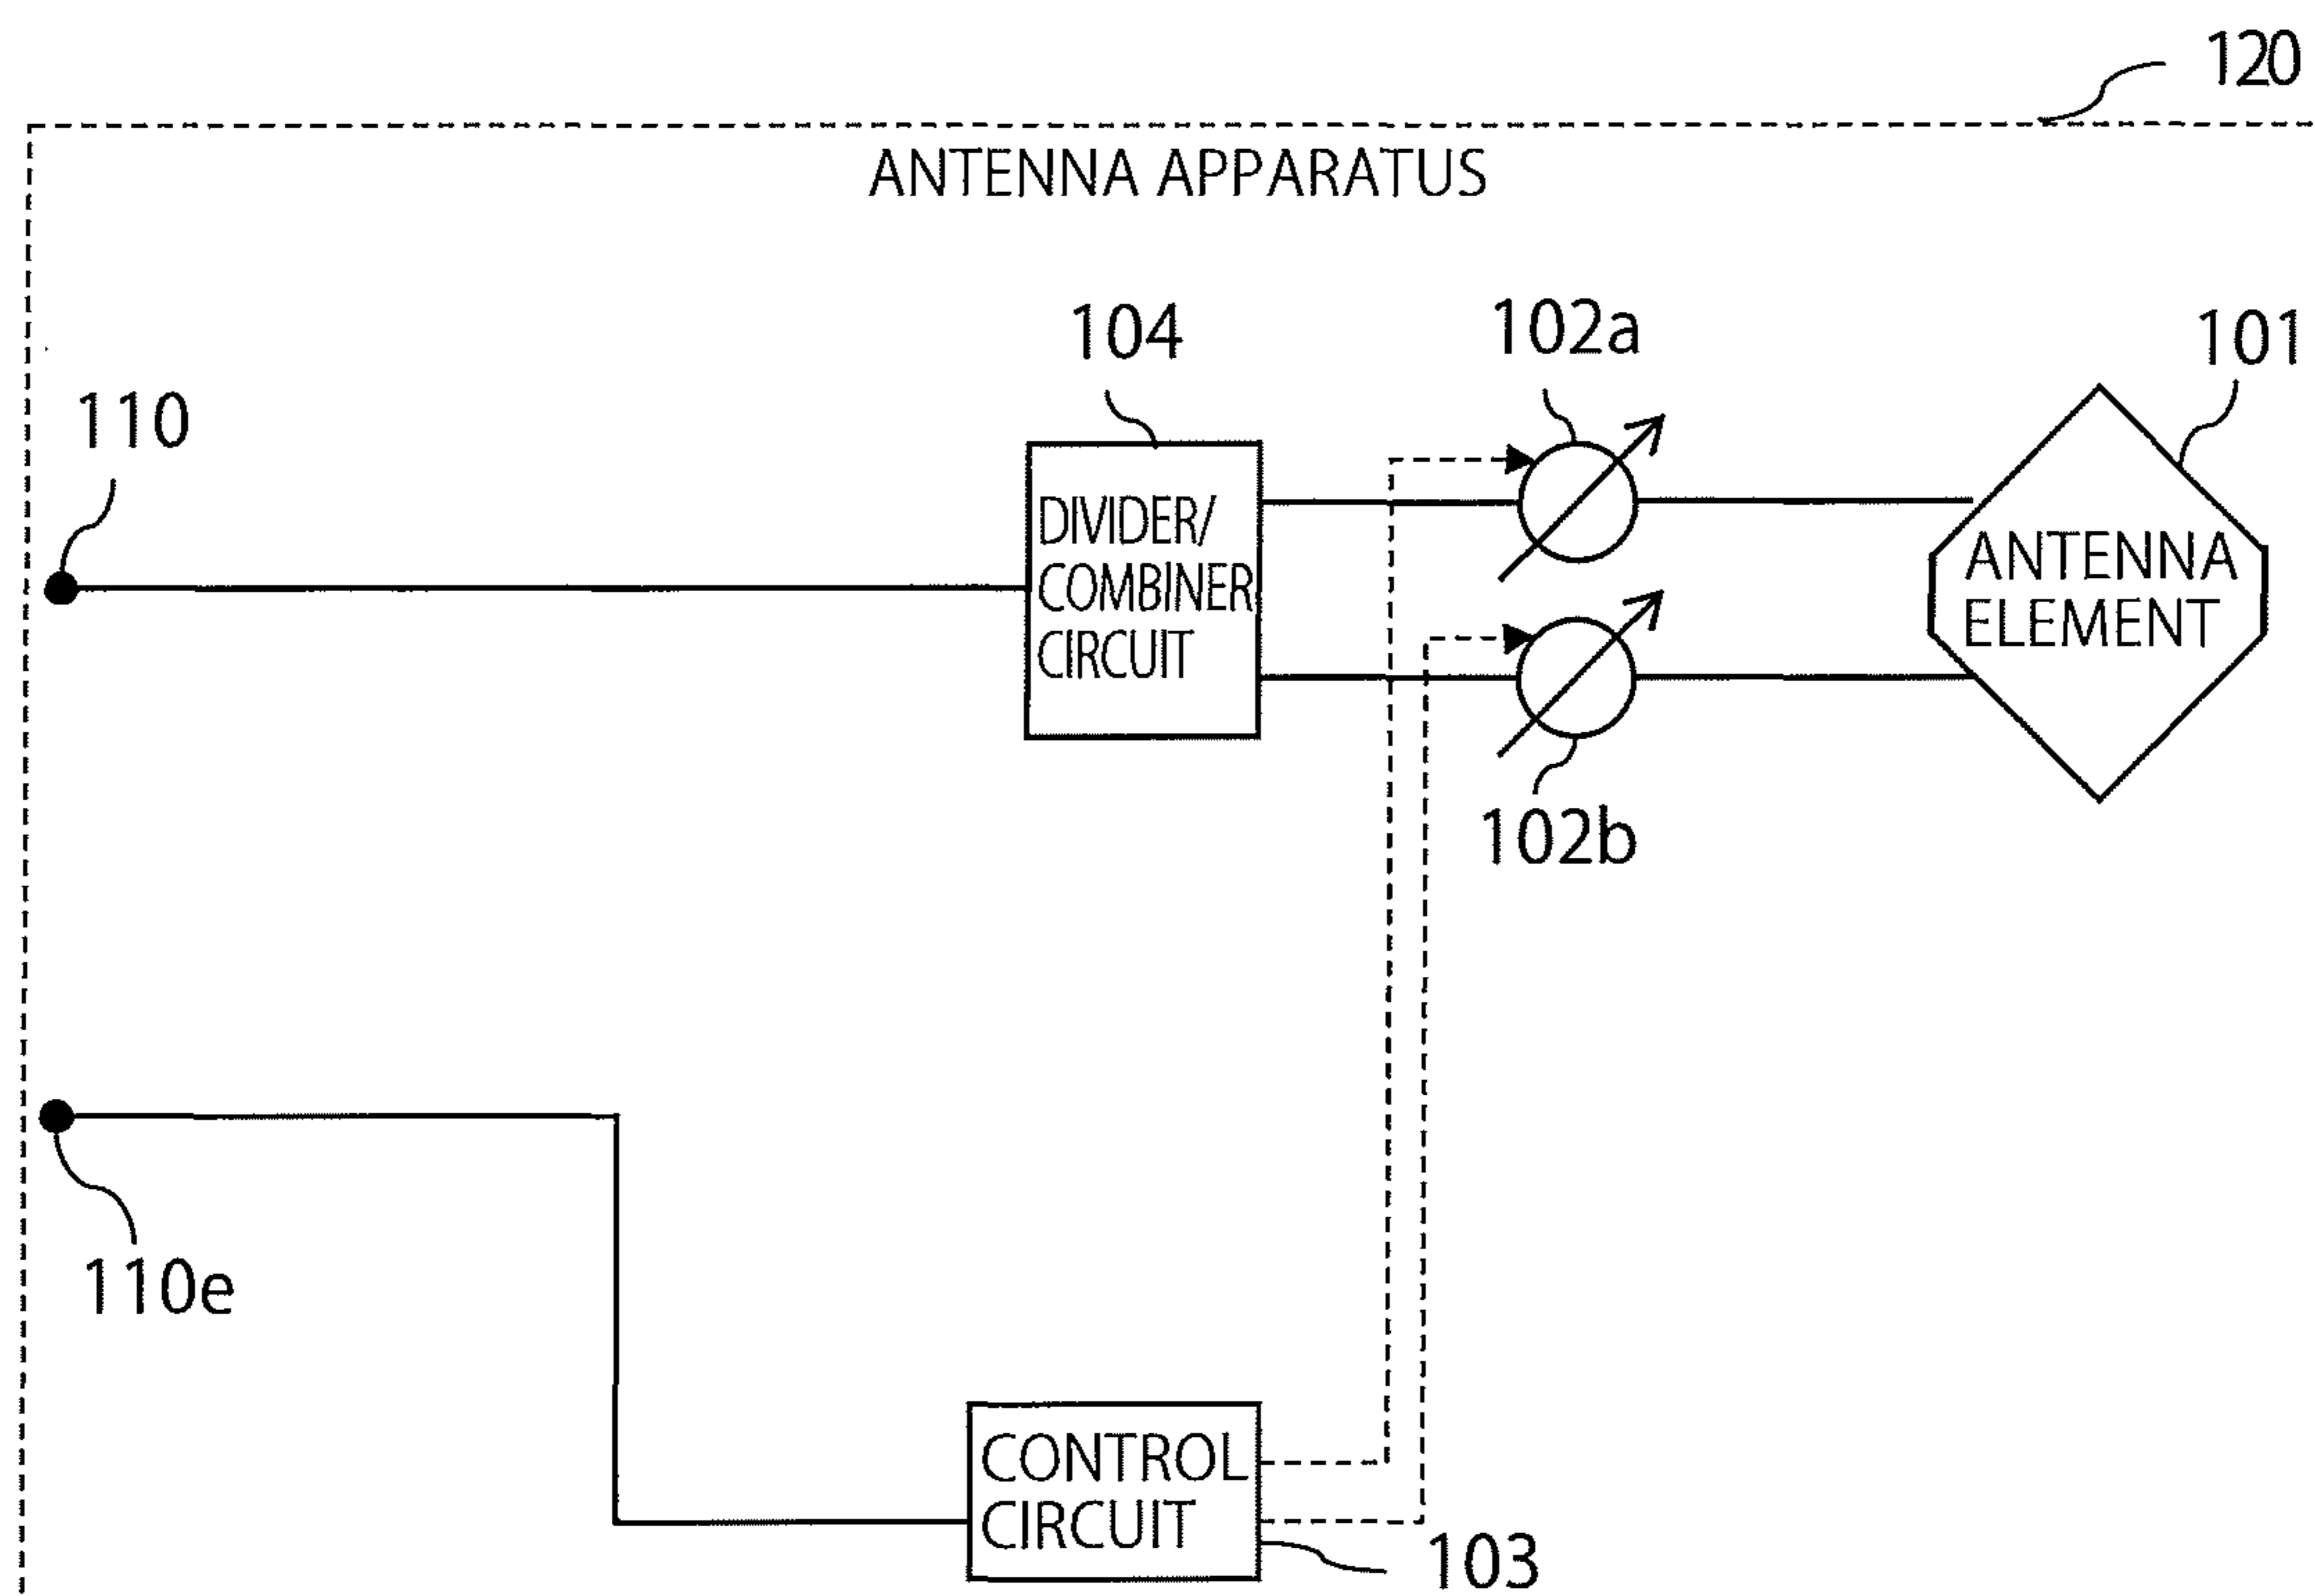 120
ANTENNA APPARATUS
104
102a
101
110
DIVIDER/
COMBINER
CIRCUIT
ANTENNA
ELEMENT
102b
110e
CONTROL
CIRCUIT
103